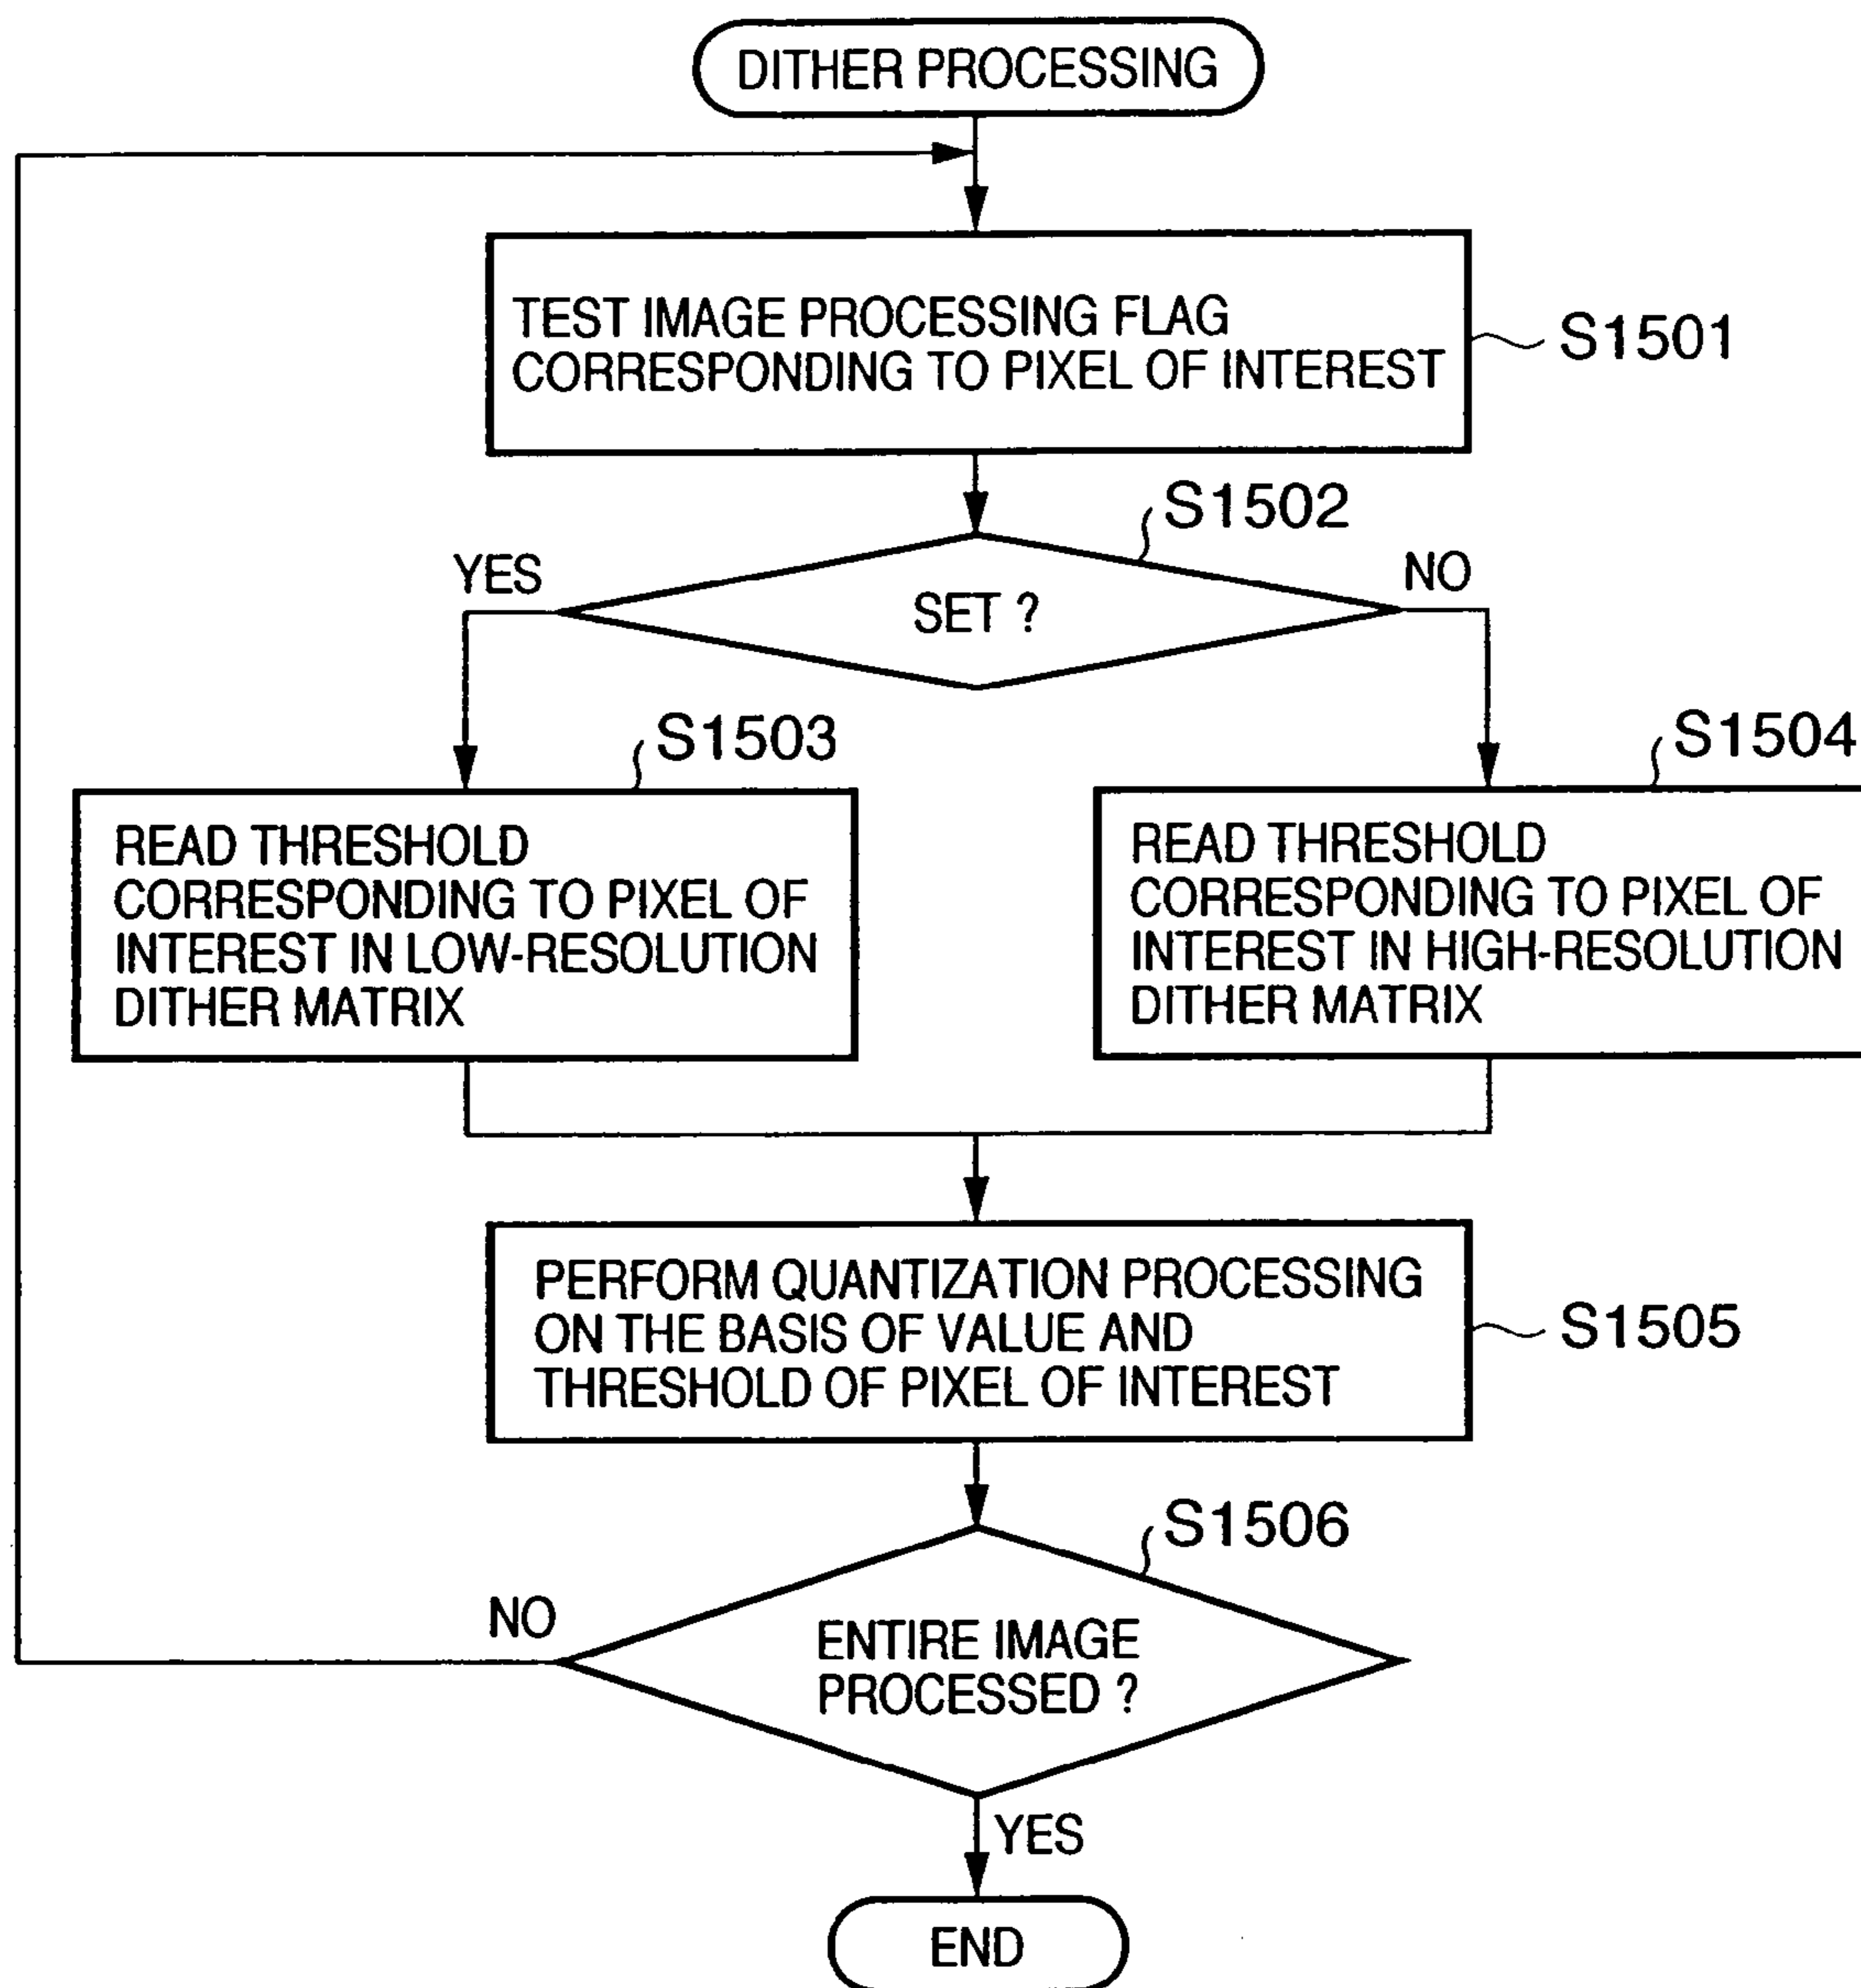 DITHER PROCESSING
TEST IMAGE PROCESSING FLAG
CORRESPONDING TO PIXEL OF INTEREST
S1501
S1502
YES
NO
SET ?
S1503
S1504
READ THRESHOLD
CORRESPONDING TO PIXEL OF
INTEREST IN LOW-RESOLUTION
DITHER MATRIX
READ THRESHOLD
CORRESPONDING TO PIXEL OF
INTEREST IN HIGH-RESOLUTION
DITHER MATRIX
PERFORM QUANTIZATION PROCESSING
ON THE BASIS OF VALUE AND
THRESHOLD OF PIXEL OF INTEREST
S1505
S1506
NO
ENTIRE IMAGE
PROCESSED ?
YES
END